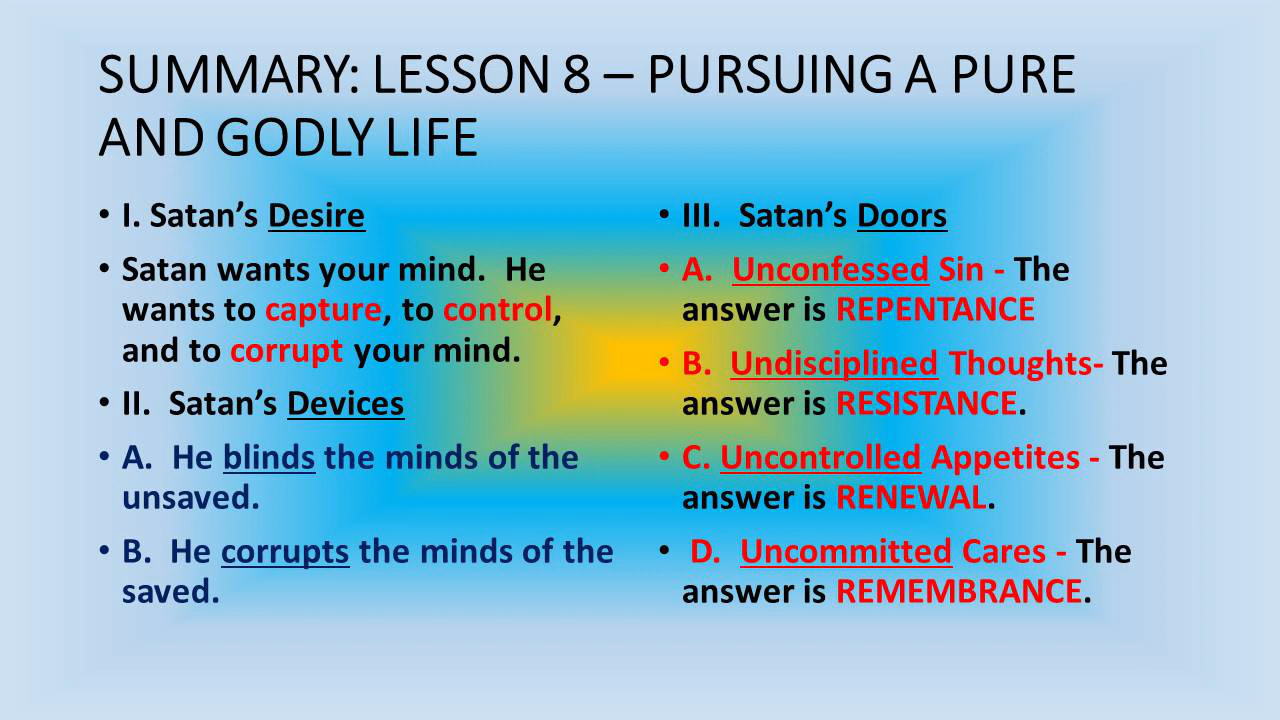 SUMMARY: LESSON 8 – PURSUING A PURE
AND GODLY LIFE
• I. Satan’s Desire
• Satan wants your mind.  He
wants to capture, to control,
and to corrupt your mind.
• II.  Satan’s Devices
• A.  He blinds the minds of the
unsaved.
• B.  He corrupts the minds of the
saved.
• III.  Satan’s Doors
• A.  Unconfessed Sin - The
answer is REPENTANCE
• B.  Undisciplined Thoughts- The
answer is RESISTANCE.
• C. Uncontrolled Appetites - The
answer is RENEWAL.
• D.  Uncommitted Cares - The
answer is REMEMBRANCE.